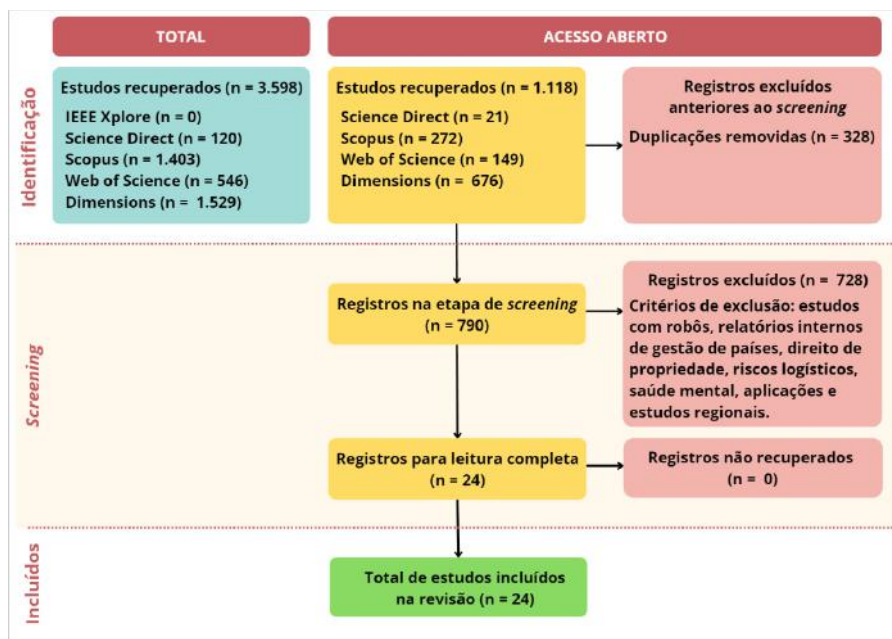 TOTAL
ACESSO ABERTO
Identificação
Estudos recuperados (n = 3.598)
IEEE Xplore (n = 0)
Science Direct (n = 120)
Scopus (n = 1.403)
Web of Science (n = 546)
Dimensions (n = 1.529)
Estudos recuperados (n = 1.118)
Science Direct (n = 21)
Scopus (n = 272)
Web of Science (n = 149)
Dimensions (n = 676)
Registros excluídos
anteriores ao screening
Duplicações removidas (n = 328)
Screening
Registros na etapa de screening
(n = 790)
Registros excluídos (n = 728)
Critérios de exclusão: estudos
com robôs, relatórios internos
de gestão de países, direito de
propriedade, riscos logísticos,
saúde mental, aplicações e
estudos regionais.
Registros para leitura completa
(n = 24)
Registros não recuperados
(n = 0)
Incluídos
Total de estudos incluídos
na revisão (n = 24)